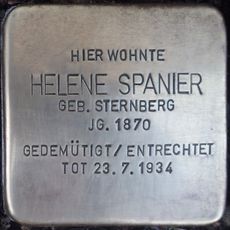 HIER WOHNTE
HELENE SPANIER
GEB. STERNBERG
JG. 1870
GEDEMÜTIGT/ENTRECHTET
TOT 23.7.1934